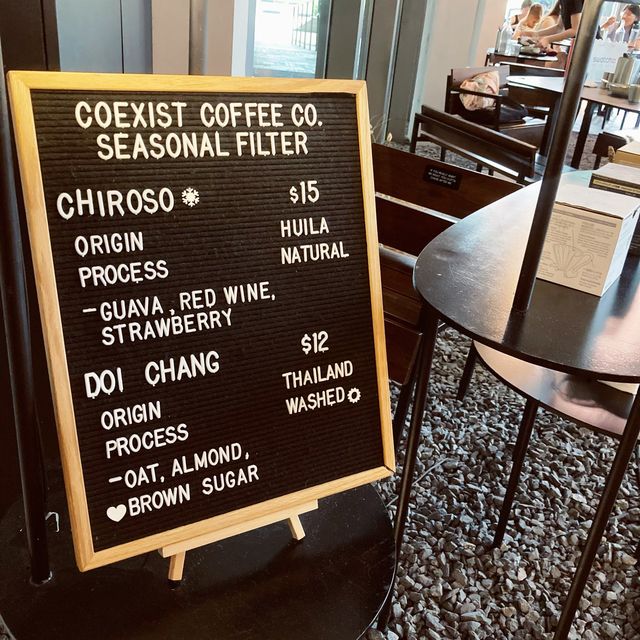 COEXIST COFFEE CO.
SEASONAL FILTER
CHIROSO $15
ORIGIN HUILA
PROCESS NATURAL
-GUAVA, RED WINE,
STRAWBERRY
DOI CHANG $12
ORIGIN THAILAND
PROCESS WASHED
-OAT, ALMOND,
BROWN SUGAR